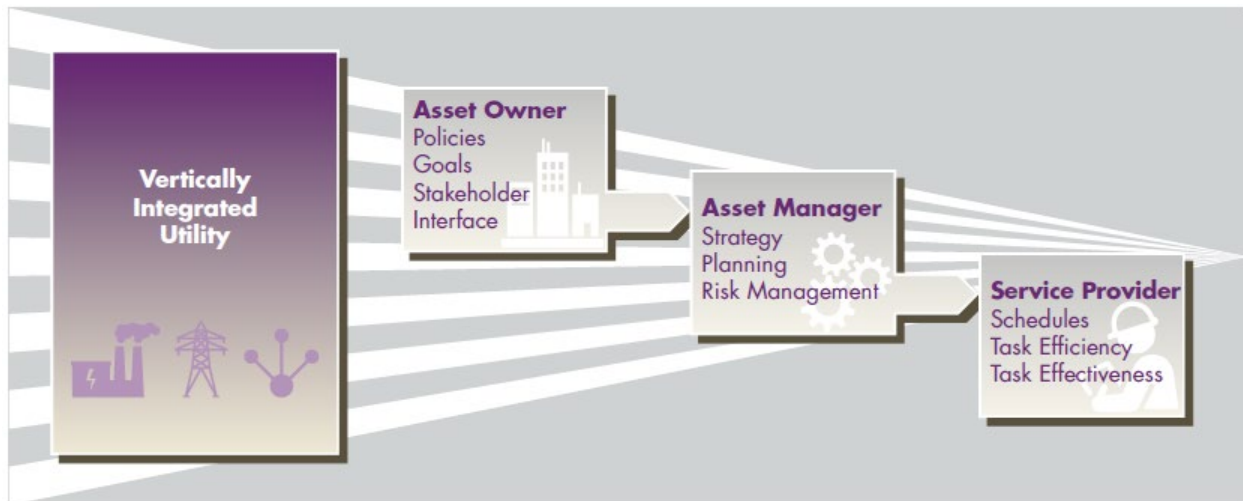 Vertically
Integrated
Utility
Asset Owner
Policies
Goals
Stakeholder
Interface
Asset Manager
Strategy
Planning
Risk Management
Service Provider
Schedules
Task Efficiency
Task Effectiveness